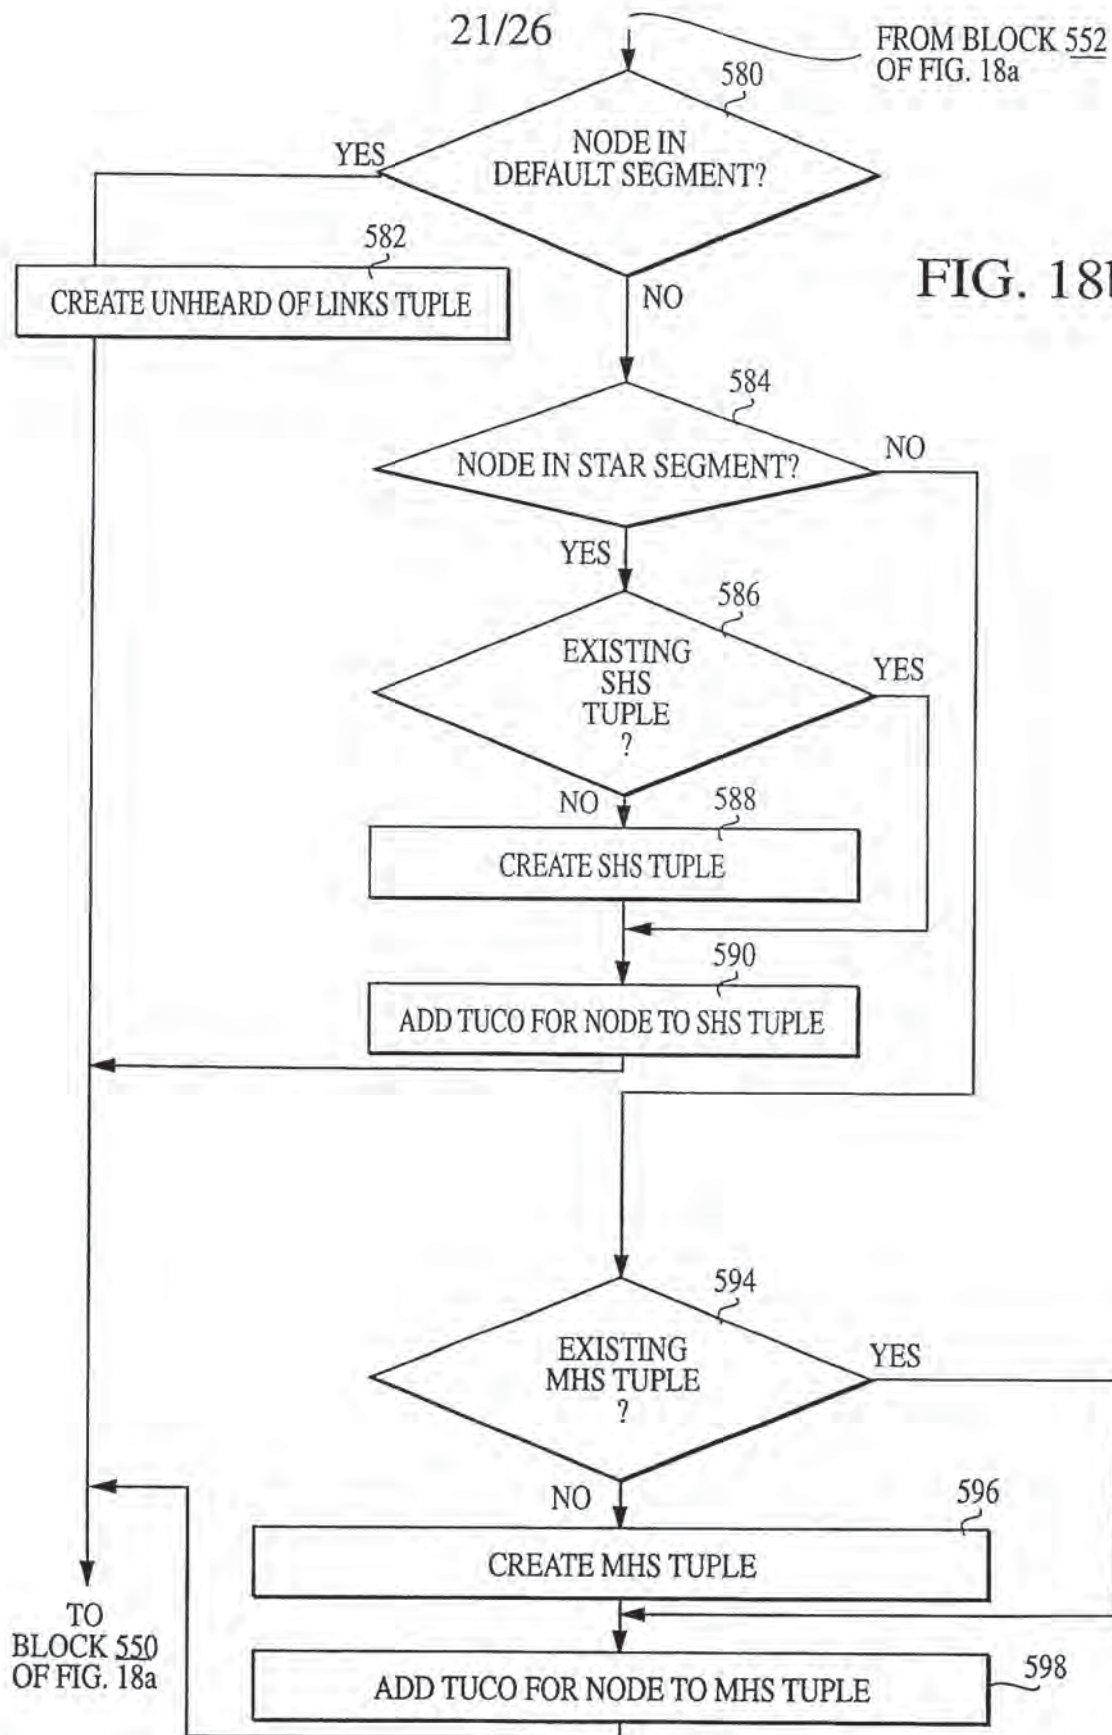 21/26
FROM BLOCK 552
OF FIG. 18a
580
NODE IN
DEFAULT SEGMENT?
YES
582
CREATE UNHEARD OF LINKS TUPLE
NO
FIG. 18b
584
NODE IN STAR SEGMENT?
NO
YES
586
EXISTING
SHS
TUPLE
?
YES
NO
588
CREATE SHS TUPLE
590
ADD TUCO FOR NODE TO SHS TUPLE
594
EXISTING
MHS TUPLE
?
YES
NO
596
CREATE MHS TUPLE
TO
BLOCK 550
OF FIG. 18a
598
ADD TUCO FOR NODE TO MHS TUPLE